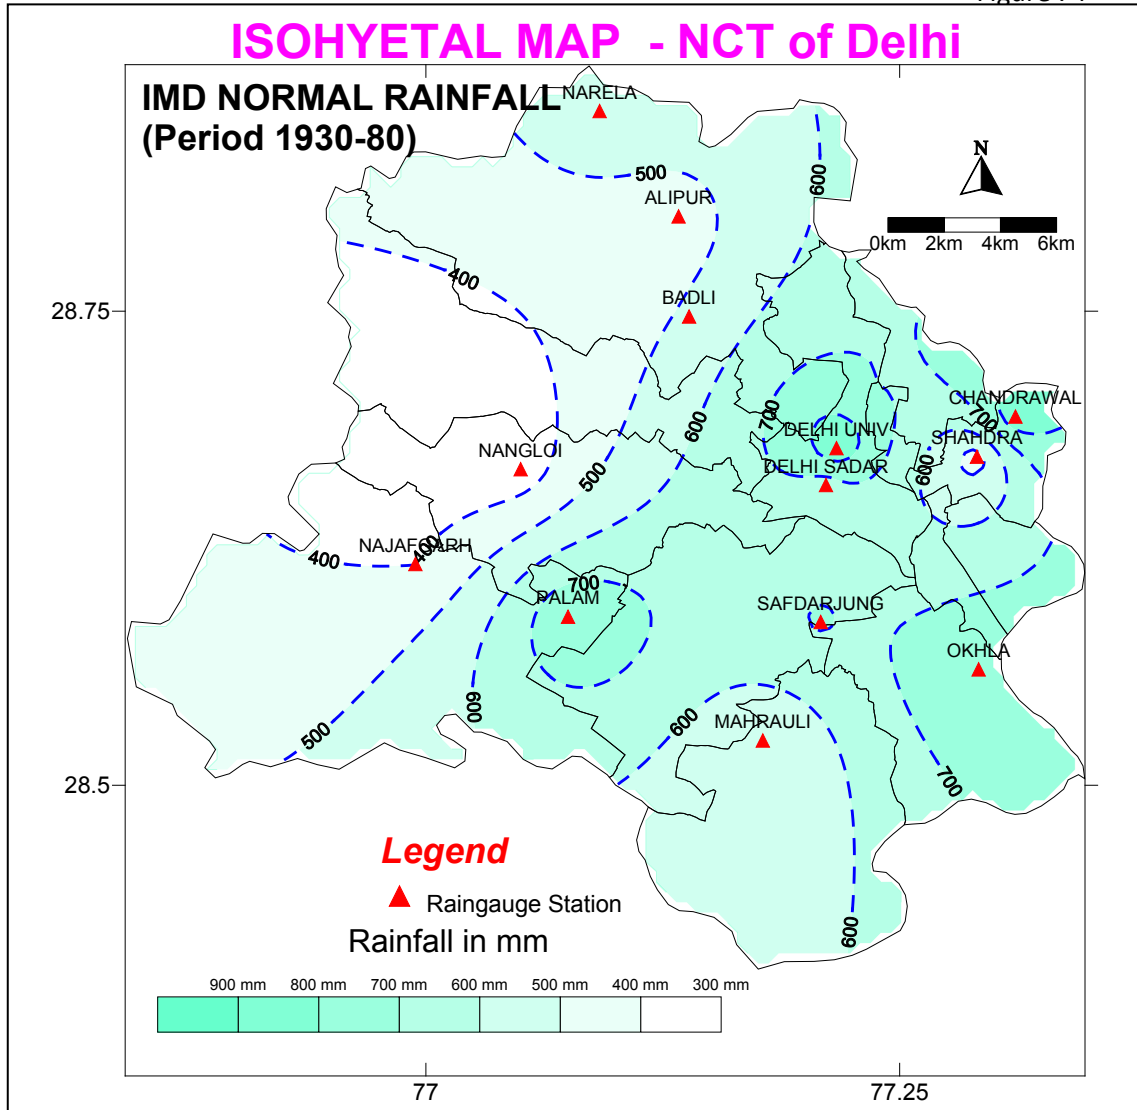 ISOHYETAL MAP - NCT of Delhi
IMD NORMAL RAINFALL
(Period 1930-80)
NARELA
500
600
N
ALIPUR
0km 2km 4km 6km
400
BADLI
28.75
CHANDRAWAL
700
700
600
DELHI UNIV
SHAHDRA
NANGLOI
500
DELHI SADAR
600
NAJAFGARH
400
400
700
PALAM
SAFDARJUNG
OKHLA
600
600
MAHRAULI
500
700
28.5
Legend
Raingauge Station
600
Rainfall in mm
900 mm 800 mm 700 mm 600 mm 500 mm 400 mm 300 mm
77 77.25